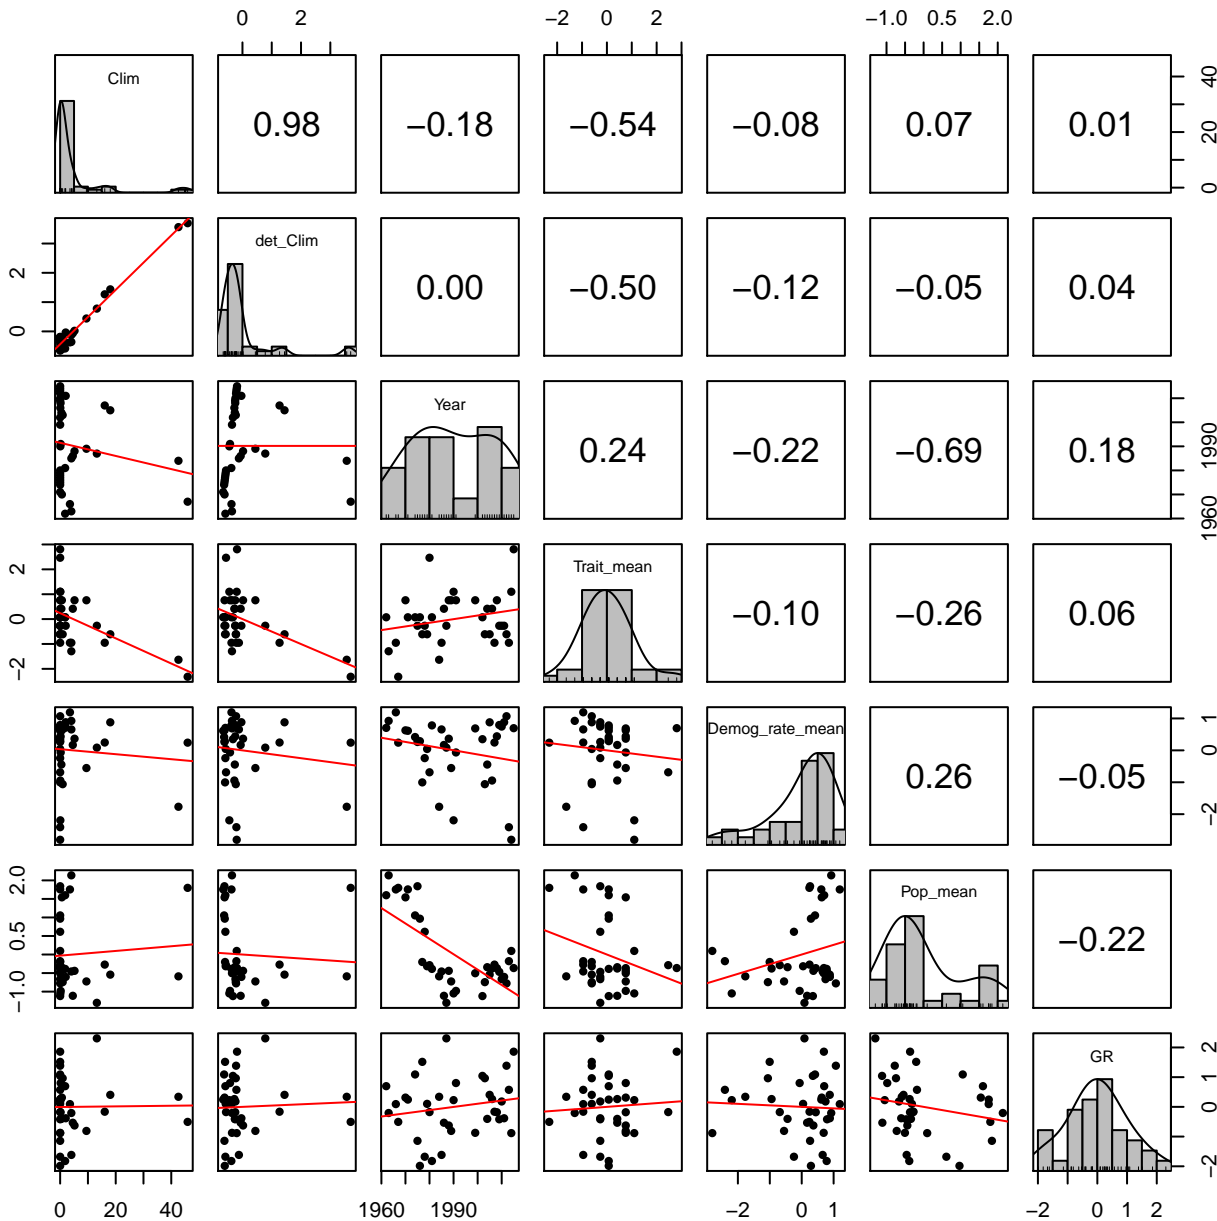 0 2 −2 0 2 −1.0 0.5 2.0
Clim 0.98 −0.18 −0.54 −0.08 0.07 0.01 0 20 40
0 2 det_Clim 0.00 −0.50 −0.12 −0.05 0.04
Year 0.24 −0.22 −0.69 0.18 1960 1990
−2 0 2 Trait_mean −0.10 −0.26 0.06
Demog_rate_mean 0.26 −0.05 −2 0 1
−1.0 0.5 2.0 Pop_mean −0.22
GR −2 0 1 2
0 20 40 1960 1990 −2 0 1 −2 0 1 2